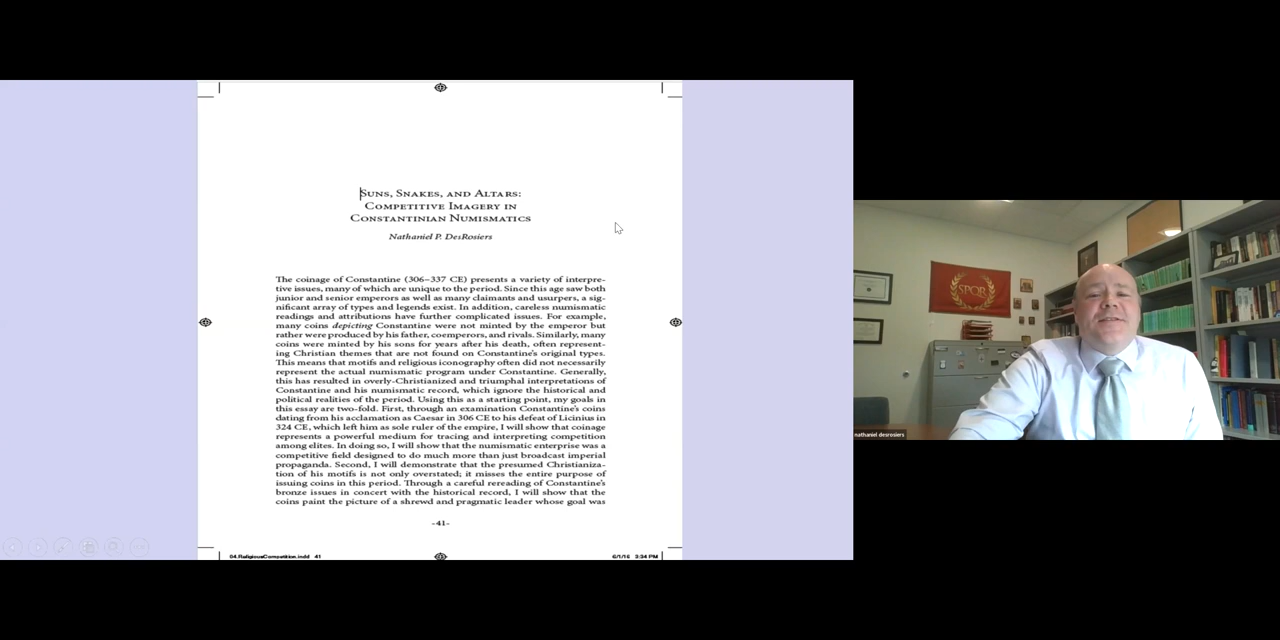 Suns, Snakes, and Altars:
Competitive Imagery in
Constantinian Numismatics
Nathaniel P. DesRosiers
The coinage of Constantine (306–337 CE) presents a variety of interpre-
tive issues, many of which are unique to the period. Since this age saw both
junior and senior emperors as well as many claimants and usurpers, a sig-
nificant array of types and legends exist. In addition, careless numismatic
readings and attributions have further complicated issues. For example,
many coins depicting Constantine were not minted by the emperor but
rather were produced by his father, coemperors, and rivals. Similarly, many
coins were minted by his sons for years after his death, often represent-
ing Christian themes that are not found on Constantine's original types.
This means that motifs and religious iconography often did not necessarily
represent the actual numismatic program under Constantine. Generally,
this has resulted in overly-Christianized and triumphal interpretations of
Constantine and his numismatic record, which ignore the historical and
political realities of the period. Using this as a starting point, my goals in
this essay are two-fold. First, through an examination Constantine's coins
dating from his acclamation as Caesar in 306 CE to his defeat of Licinius in
324 CE, which left him as sole ruler of the empire, I will show that coinage
represents a powerful medium for tracing and interpreting competition
among elites. In doing so, I will show that the numismatic enterprise was a
competitive field designed to do much more than just broadcast imperial
propaganda. Second, I will demonstrate that the presumed Christianiza-
tion of his motifs is not only overstated; it misses the entire purpose of
issuing coins in this period. Through a careful rereading of Constantine's
bronze issues in concert with the historical record, I will show that the
coins paint the picture of a shrewd and pragmatic leader whose goal was
-41-
04.ReligiousCompetition.indd 41
6/1/16 3:34 PM
SPQR
nathaniel desrosiers